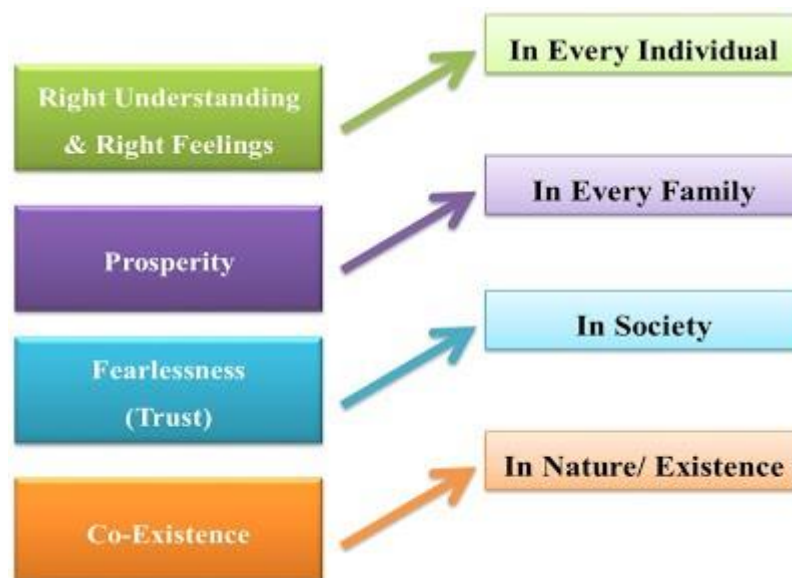 Right Understanding
& Right Feelings
In Every Individual
Prosperity
In Every Family
Fearlessness
(Trust)
In Society
Co-Existence
In Nature/ Existence